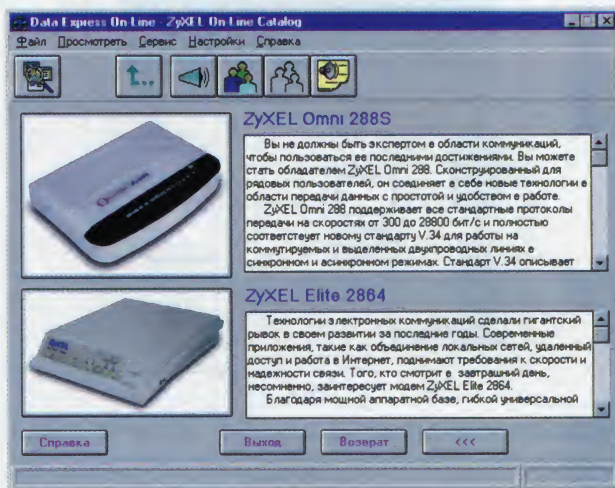 Data Express On-Line - ZyXEL On-Line Catalog
Файл Просмотреть Сервис Настройки Справка
ZyXEL Omni 288S
Вы не должны быть экспертом в области коммуникаций,
чтобы пользоваться ее последними достижениями. Вы можете
стать обладателем ZyXEL Omni 288. Сконструированный для
рядовых пользователей, он соединяет в себе новые технологии в
области передачи данных с простотой и удобством в работе.
ZyXEL Omni 288 поддерживает все стандартные протоколы
передачи на скоростях от 300 до 28800 бит/с и полностью
соответствует новому стандарту V.34 для работы на
коммутируемых и выделенных двухпроводных линиях в
синхронном и асинхронном режимах. Стандарт V.34 описывает
ZyXEL Elite 2864
Технологии электронных коммуникаций сделали гигантский
рывок в своем развитии за последние годы. Современные
приложения, такие как объединение локальных сетей, удаленный
доступ и работа в Интернет, поднимают требования к скорости и
надежности связи. Того, кто смотрит в завтрашний день,
несомненно, заинтересует модем ZyXEL Elite 2864.
Благодаря мощной аппаратной базе, гибкой универсальной
Справка Выход Возврат <<<